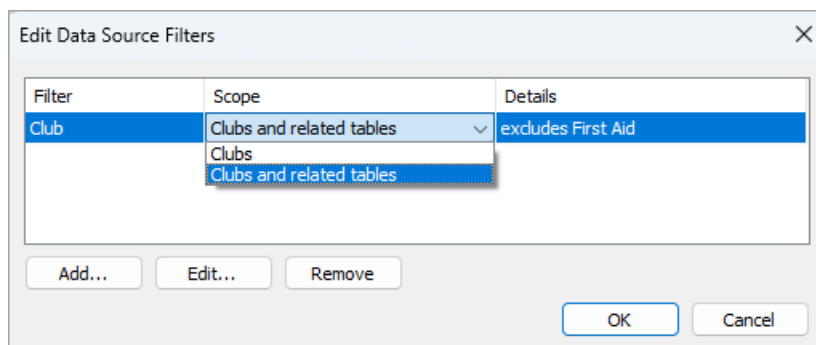 Edit Data Source Filters
Filter Scope Details
Club Clubs and related tables excludes First Aid
Clubs
Clubs and related tables
Add... Edit... Remove
OK Cancel